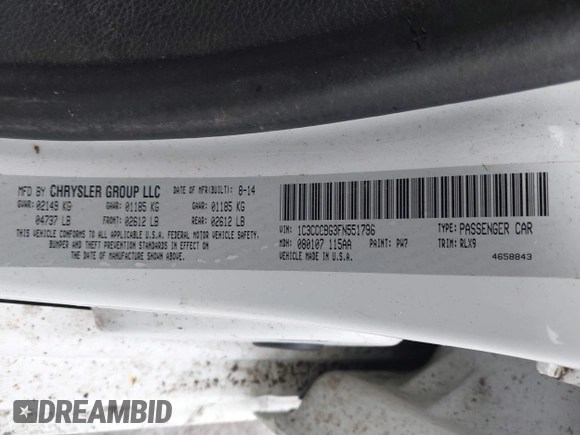 MFD BY CHRYSLER GROUP LLC DATE OF MFR(BUILT): 8-14
GVWR: 02149 KG GAWR: 01185 KG GAWR: 01185 KG
04737 LB FRONT: 02612 LB REAR: 02612 LB
THIS VEHICLE CONFORMS TO ALL APPLICABLE U.S.A. FEDERAL MOTOR VEHICLE SAFETY,
BUMPER AND THEFT PREVENTION STANDARDS IN EFFECT ON THE DATE OF MANUFACTURE
SHOWN ABOVE.
VIN: 1C3CCCBG3FN551796 TYPE: PASSENGER CAR
MDH: 080107 115AA PAINT: PW7 TRIM: RLX9
VEHICLE MADE IN U.S.A. 4658843
DREAMBID